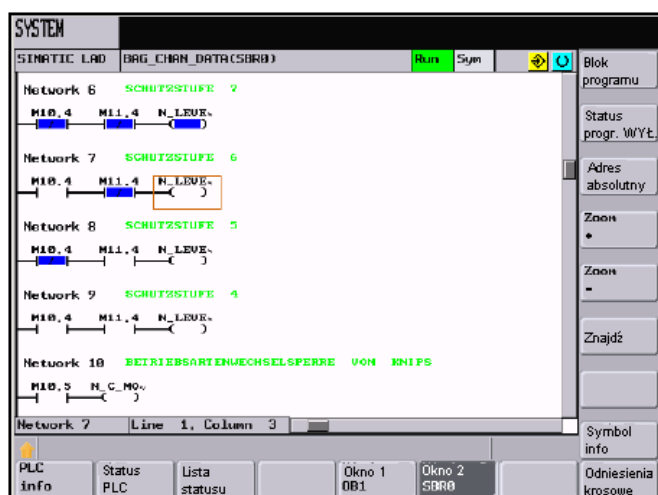 SYSTEM
SIMATIC LAD BAG_CHAN_DATA(SBR0) Run Sym
Network 6 SCHUTZSTUFE 7
M10.4 M11.4 N_LEVE~
Network 7 SCHUTZSTUFE 6
M10.4 M11.4 N_LEVE~
Network 8 SCHUTZSTUFE 5
M10.4 M11.4 N_LEVE~
Network 9 SCHUTZSTUFE 4
M10.4 M11.4 N_LEVE~
Network 10 BETRIEBSARTENWECHSELSPERRE VON KNIPS
M10.5 N_C_MO~
Network 7 Line 1, Column 3
Blok
programu
Status
progr. WYŁ.
Adres
absolutny
Zoom
+
Zoom
-
Znajdź
Symbol
info
Odniesienia
krosowe
PLC
info
Status
PLC
Lista
statusu
Okno 1
OB1
Okno 2
SBR0